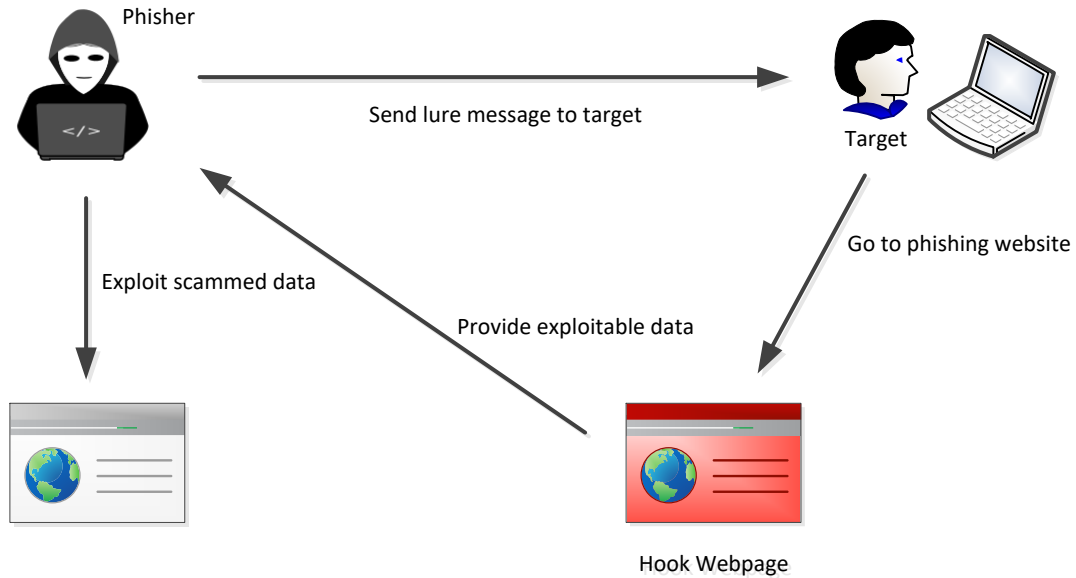 Phisher
Send lure message to target
</>
Target
Go to phishing website
Exploit scammed data
Provide exploitable data
Hook Webpage